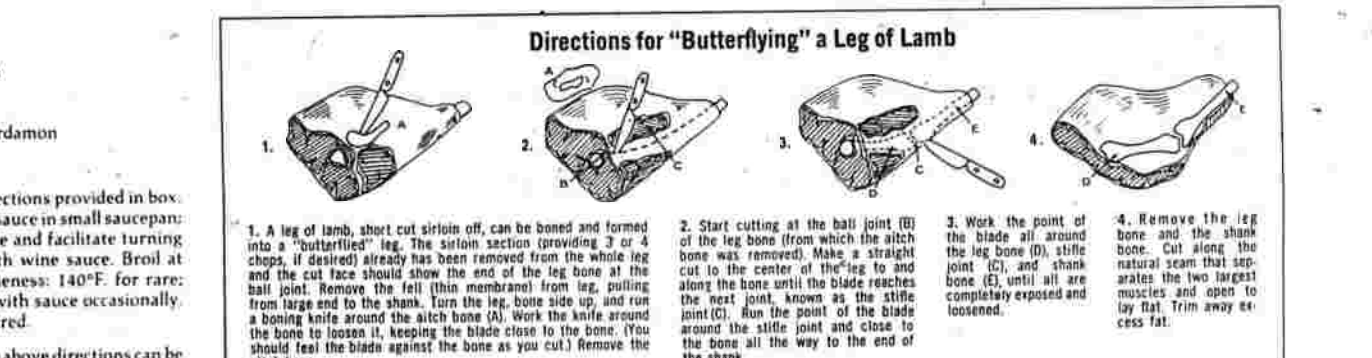 rdamon
ections provided in box.
sauce in small saucepan;
e and facilitate turning
th wine sauce. Broil at
eness: 140°F. for rare;
with sauce occasionally.
red.
above directions can be
Directions for "Butterflying" a Leg of Lamb
1.
A
2.
A
B
C
3.
E
C
D
4.
E
D
1. A leg of lamb, short cut sirloin off, can be boned and formed
into a "butterflied" leg. The sirloin section (providing 3 or 4
chops, if desired) already has been removed from the whole leg
and the cut face should show the end of the leg bone at the
ball joint. Remove the fell (thin membrane) from leg, pulling
from large end to the shank. Turn the leg, bone side up, and run
a boning knife around the aitch bone (A). Work the knife around
the bone to loosen it, keeping the blade close to the bone. (You
should feel the blade against the bone as you cut.) Remove the
2. Start cutting at the ball joint (B)
of the leg bone (from which the aitch
bone was removed). Make a straight
cut to the center of the leg to and
along the bone until the blade reaches
the next joint, known as the stifle
joint (C). Run the point of the blade
around the stifle joint and close to
the bone all the way to the end of
the shank.
3. Work the point of
the blade all around
the leg bone (D), stifle
joint (C), and shank
bone (E), until all are
completely exposed and
loosened.
4. Remove the leg
bone and the shank
bone. Cut along the
natural seam that sep-
arates the two largest
muscles and open to
lay flat. Trim away ex-
cess fat.